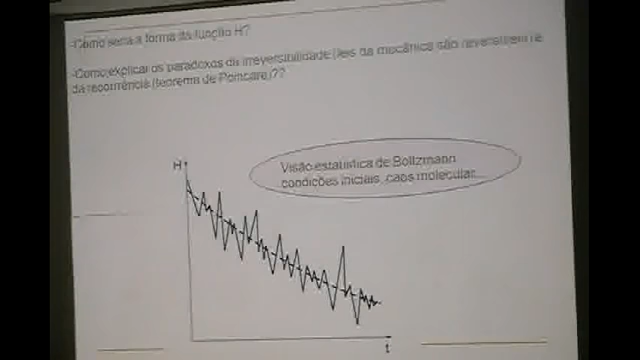 -Como seria a forma da função H?
-Como explicar os paradoxos da irreversibilidade (leis da mecânica são reversíveis) e
da recorrência (teorema de Poincaré)??
H
Visão estatística de Boltzmann
condições iniciais, caos molecular...
t